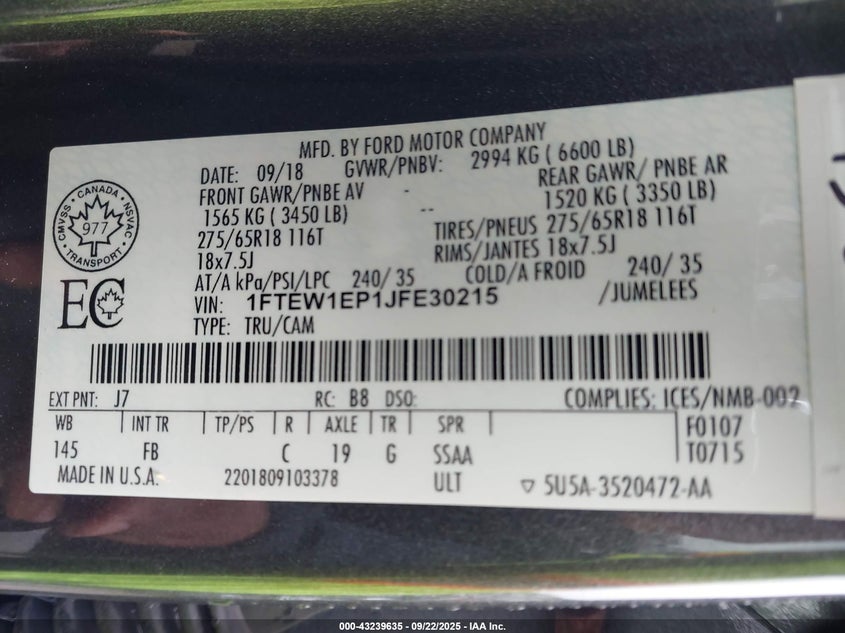 MFD. BY FORD MOTOR COMPANY
DATE: 09/18 GVWR/PNBV: 2994 KG ( 6600 LB)
FRONT GAWR/PNBE AV - REAR GAWR/ PNBE AR
1565 KG ( 3450 LB) -- 1520 KG ( 3350 LB)
275/65R18 116T TIRES/PNEUS 275/65R18 116T
18x7.5J RIMS/JANTES 18x7.5J
AT/A kPa/PSI/LPC 240/ 35 COLD/A FROID 240/ 35
VIN: 1FTEW1EP1JFE30215 /JUMELEES
TYPE: TRU/CAM
CANADA
CMVSS NSVAC
977
TRANSPORT
EC
EXT PNT: J7 RC: B8 DSO: COMPLIES: ICES/NMB-002
WB INT TR TP/PS R AXLE TR SPR F0107
145 FB C 19 G SSAA T0715
MADE IN U.S.A. 2201809103378 ULT 5U5A-3520472-AA
000-43239635 - 09/22/2025 - IAA Inc.